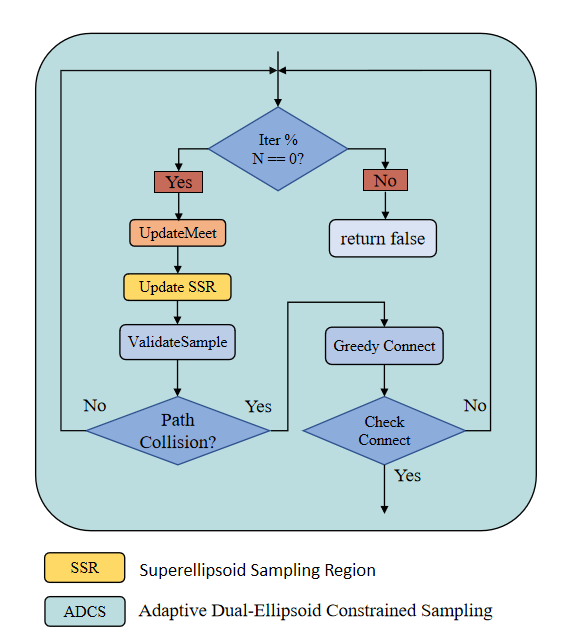 Iter %
N == 0?
Yes
No
UpdateMeet
return false
Update SSR
ValidateSample
Greedy Connect
No
Path
Collision?
Yes
Check
Connect
No
Yes
SSR
Superellipsoid Sampling Region
ADCS
Adaptive Dual-Ellipsoid Constrained Sampling